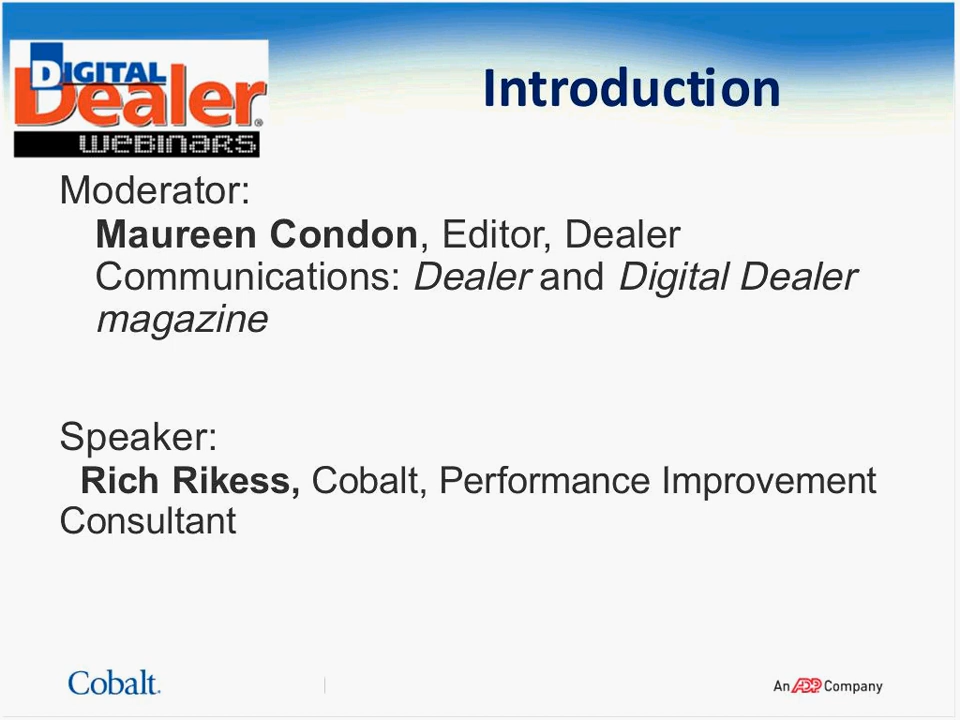 DIGITAL
Dealer®
WEBINARS
Introduction
Moderator:
Maureen Condon, Editor, Dealer
Communications: Dealer and Digital Dealer
magazine
Speaker:
Rich Rikess, Cobalt, Performance Improvement
Consultant
Cobalt.
An ADP Company